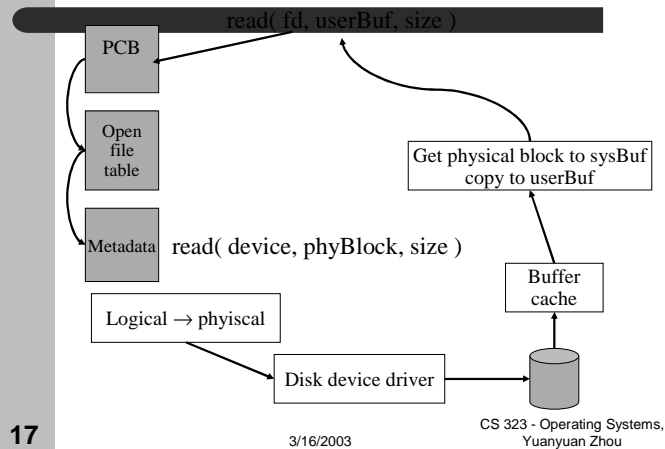 read( fd, userBuf, size )
PCB
Open
file
table
Metadata
read( device, phyBlock, size )
Logical → phyiscal
Disk device driver
Buffer
cache
Get physical block to sysBuf
copy to userBuf
17
3/16/2003
CS 323 - Operating Systems,
Yuanyuan Zhou